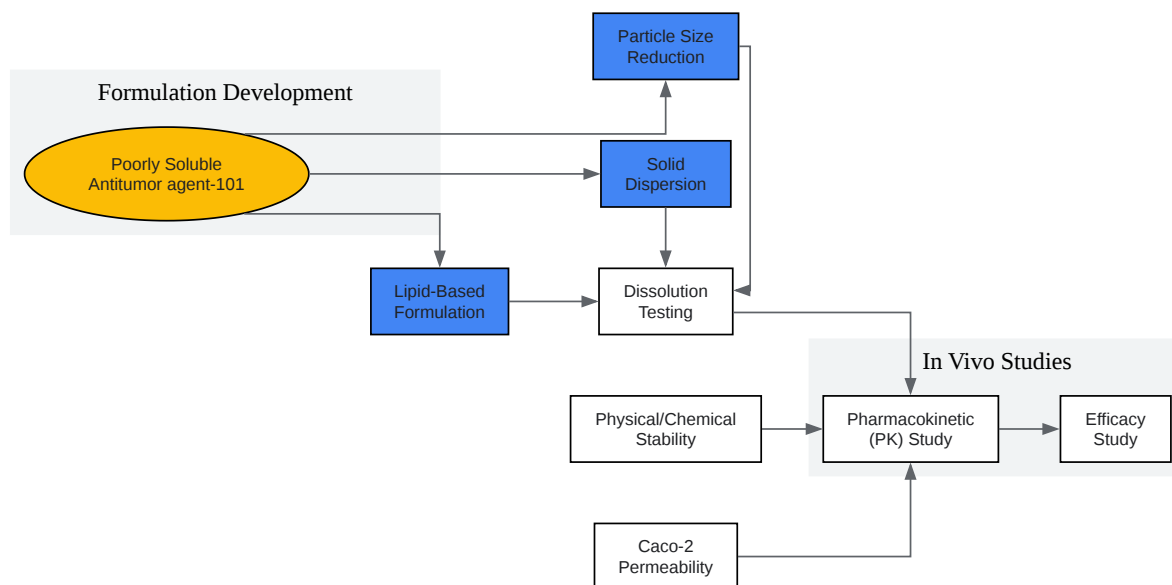 Particle Size
Reduction
Formulation Development
Poorly Soluble
Antitumor agent-101
Solid
Dispersion
Lipid-Based
Formulation
Dissolution
Testing
In Vivo Studies
Physical/Chemical
Stability
Pharmacokinetic
(PK) Study
Efficacy
Study
Caco-2
Permeability